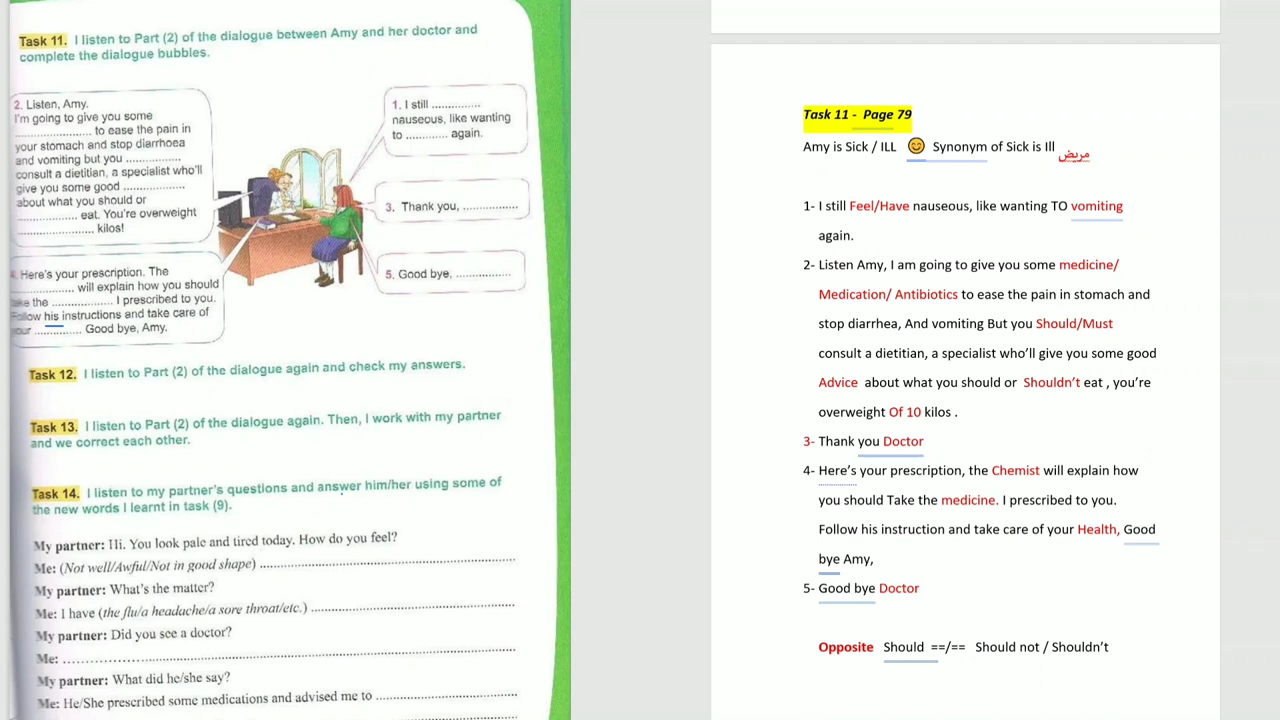 Task 11. I listen to Part (2) of the dialogue between Amy and her doctor and
complete the dialogue bubbles.
2. Listen, Amy.
I'm going to give you some
................ to ease the pain in
your stomach and stop diarrhoea
and vomiting but you ...............
consult a dietitian, a specialist who'll
give you some good .................
about what you should or
................ eat. You're overweight
.................... kilos!
1. I still ..............
nauseous, like wanting
to ............ again.
3. Thank you, ................
5. Good bye, ................
Here's your prescription. The
................ will explain how you should
take the .................. I prescribed to you.
Follow his instructions and take care of
your .............. Good bye, Amy.
Task 12. I listen to Part (2) of the dialogue again and check my answers.
Task 13. I listen to Part (2) of the dialogue again. Then, I work with my partner
and we correct each other.
Task 14. I listen to my partner's questions and answer him/her using some of
the new words I learnt in task (9).
My partner: Hi. You look pale and tired today. How do you feel?
Me: (Not well/Awful/Not in good shape) ................
My partner: What's the matter?
Me: I have (the flu/a headache/a sore throat/etc.) ................
My partner: Did you see a doctor?
Me: ................
My partner: What did he/she say?
Me: He/She prescribed some medications and advised me to ................
Task 11 - Page 79
Amy is Sick / ILL 😊 Synonym of Sick is Ill مريض
1- I still Feel/Have nauseous, like wanting TO vomiting
again.
2- Listen Amy, I am going to give you some medicine/
Medication/ Antibiotics to ease the pain in stomach and
stop diarrhea, And vomiting But you Should/Must
consult a dietitian, a specialist who'll give you some good
Advice about what you should or Shouldn't eat , you're
overweight Of 10 kilos .
3- Thank you Doctor
4- Here's your prescription, the Chemist will explain how
you should Take the medicine. I prescribed to you.
Follow his instruction and take care of your Health, Good
bye Amy,
5- Good bye Doctor
Opposite Should ==/== Should not / Shouldn't